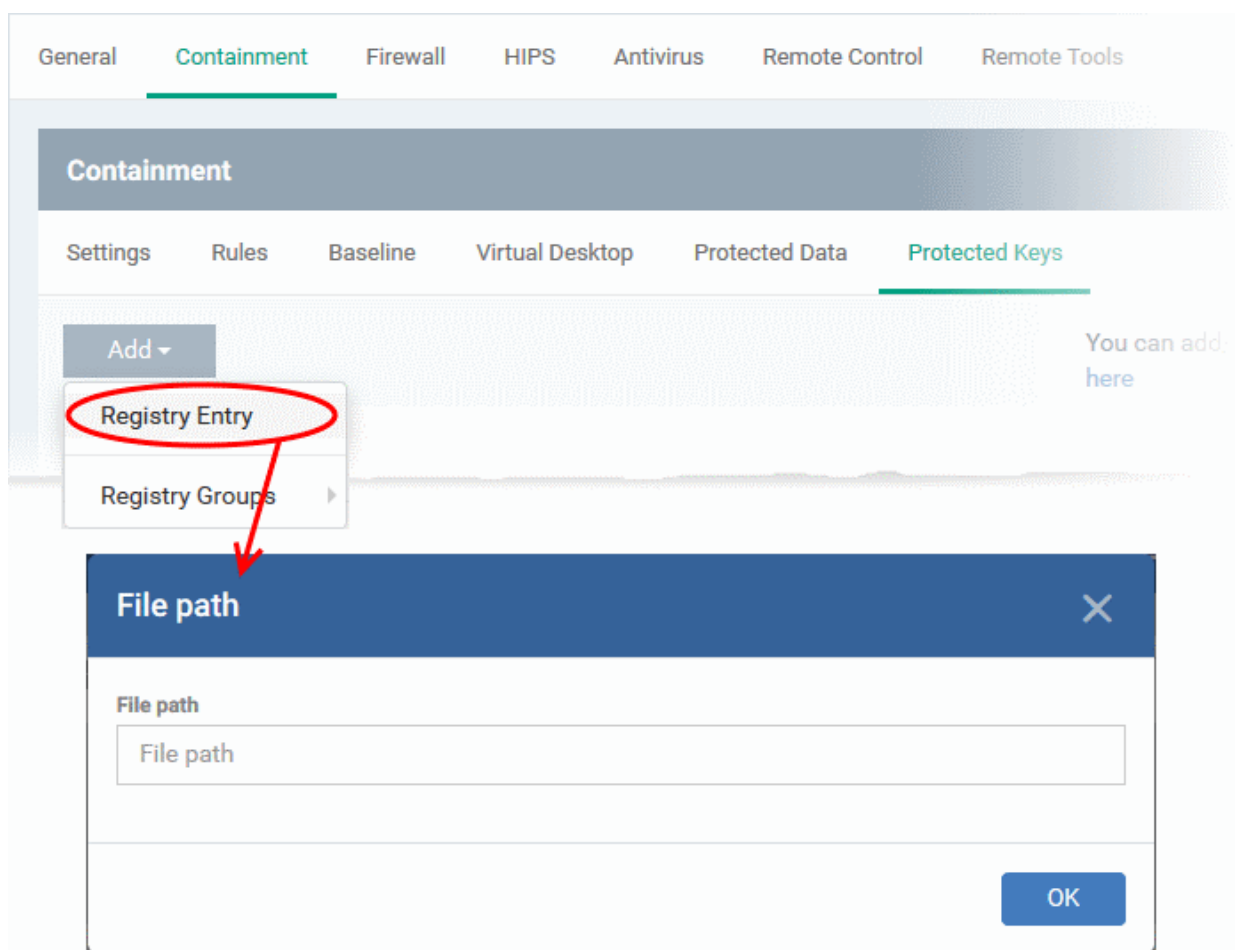 General Containment Firewall HIPS Antivirus Remote Control Remote Tools
Containment
Settings Rules Baseline Virtual Desktop Protected Data Protected Keys
Add
You can add
here
Registry Entry
Registry Groups
File path
File path
File path
OK